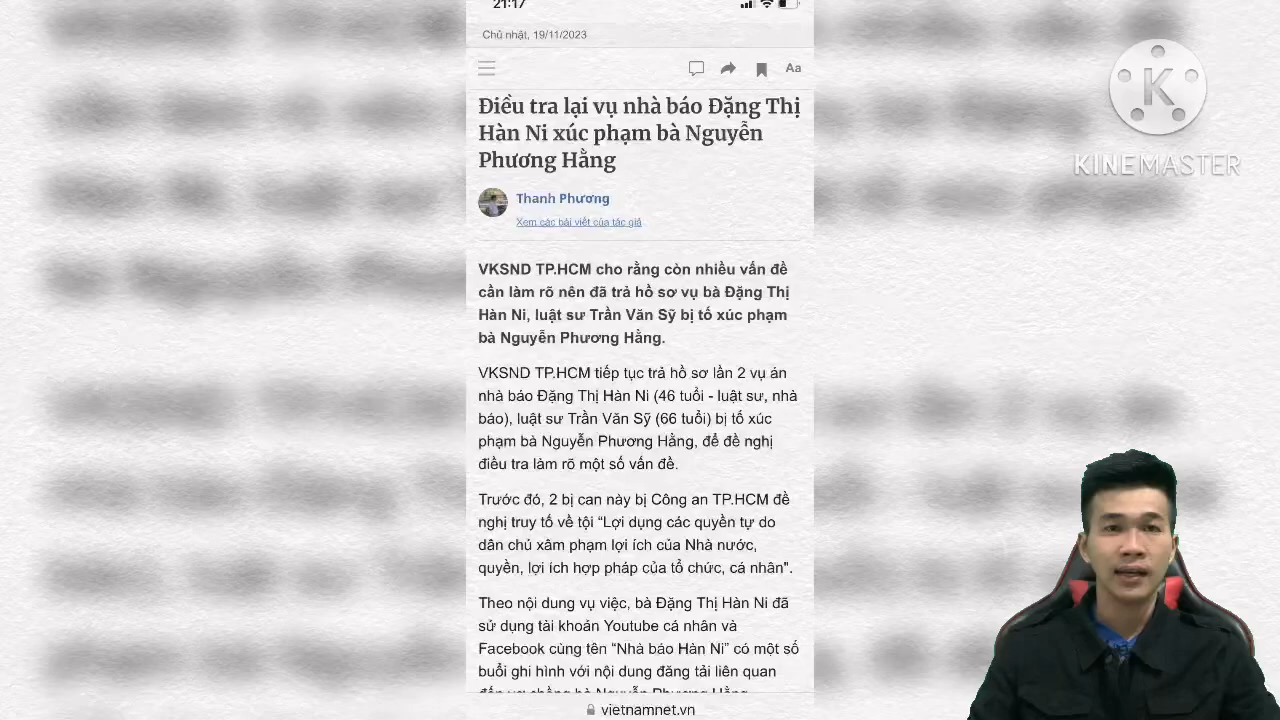 21:17
Chủ nhật, 19/11/2023
Aa
Điều tra lại vụ nhà báo Đặng Thị
Hàn Ni xúc phạm bà Nguyễn
Phương Hằng
Thanh Phương
Xem các bài viết của tác giả
VKSND TP.HCM cho rằng còn nhiều vấn đề
cần làm rõ nên đã trả hồ sơ vụ bà Đặng Thị
Hàn Ni, luật sư Trần Văn Sỹ bị tố xúc phạm
bà Nguyễn Phương Hằng.
VKSND TP.HCM tiếp tục trả hồ sơ lần 2 vụ án
nhà báo Đặng Thị Hàn Ni (46 tuổi - luật sư, nhà
báo), luật sư Trần Văn Sỹ (66 tuổi) bị tố xúc
phạm bà Nguyễn Phương Hằng, để đề nghị
điều tra làm rõ một số vấn đề.
Trước đó, 2 bị can này bị Công an TP.HCM đề
nghị truy tố về tội “Lợi dụng các quyền tự do
dân chủ xâm phạm lợi ích của Nhà nước,
quyền, lợi ích hợp pháp của tổ chức, cá nhân".
Theo nội dung vụ việc, bà Đặng Thị Hàn Ni đã
sử dụng tài khoản Youtube cá nhân và
Facebook cùng tên “Nhà báo Hàn Ni” có một số
buổi ghi hình với nội dung đăng tải liên quan
đến vợ chồng bà Nguyễn Phương Hằng
vietnamnet.vn
K
KINEMASTER